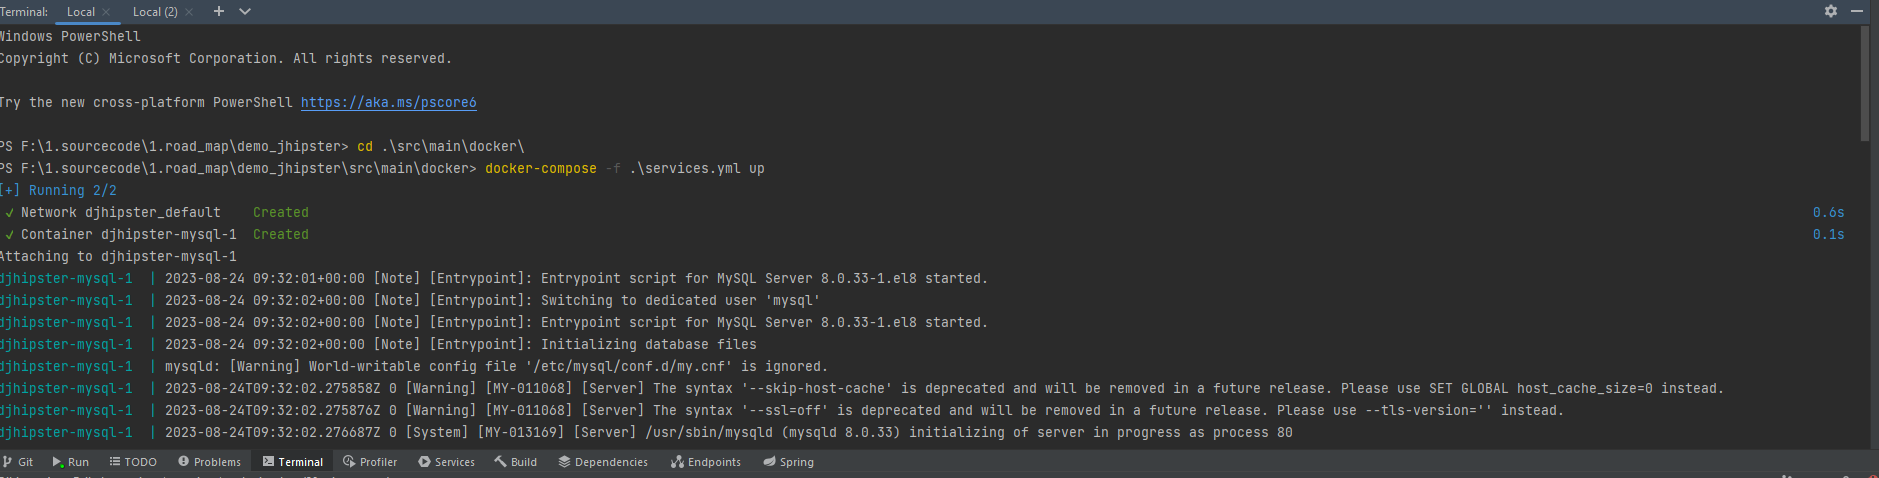 Terminal: Local × Local (2) × +
Windows PowerShell
Copyright (C) Microsoft Corporation. All rights reserved.
Try the new cross-platform PowerShell https://aka.ms/pscore6
PS F:\1.sourcecode\1.road_map\demo_jhipster> cd .\src\main\docker\
PS F:\1.sourcecode\1.road_map\demo_jhipster\src\main\docker> docker-compose -f .\services.yml up
[+] Running 2/2
✓ Network djhipster_default Created 0.6s
✓ Container djhipster-mysql-1 Created 0.1s
Attaching to djhipster-mysql-1
djhipster-mysql-1 | 2023-08-24 09:32:01+00:00 [Note] [Entrypoint]: Entrypoint script for MySQL Server 8.0.33-1.el8 started.
djhipster-mysql-1 | 2023-08-24 09:32:02+00:00 [Note] [Entrypoint]: Switching to dedicated user 'mysql'
djhipster-mysql-1 | 2023-08-24 09:32:02+00:00 [Note] [Entrypoint]: Entrypoint script for MySQL Server 8.0.33-1.el8 started.
djhipster-mysql-1 | 2023-08-24 09:32:02+00:00 [Note] [Entrypoint]: Initializing database files
djhipster-mysql-1 | mysqld: [Warning] World-writable config file '/etc/mysql/conf.d/my.cnf' is ignored.
djhipster-mysql-1 | 2023-08-24T09:32:02.275858Z 0 [Warning] [MY-011068] [Server] The syntax '--skip-host-cache' is deprecated and will be removed in a future release. Please use SET GLOBAL host_cache_size=0 instead.
djhipster-mysql-1 | 2023-08-24T09:32:02.275876Z 0 [Warning] [MY-011068] [Server] The syntax '--ssl=off' is deprecated and will be removed in a future release. Please use --tls-version='' instead.
djhipster-mysql-1 | 2023-08-24T09:32:02.276687Z 0 [System] [MY-013169] [Server] /usr/sbin/mysqld (mysqld 8.0.33) initializing of server in progress as process 80
Git Run TODO Problems Terminal Profiler Services Build Dependencies Endpoints Spring